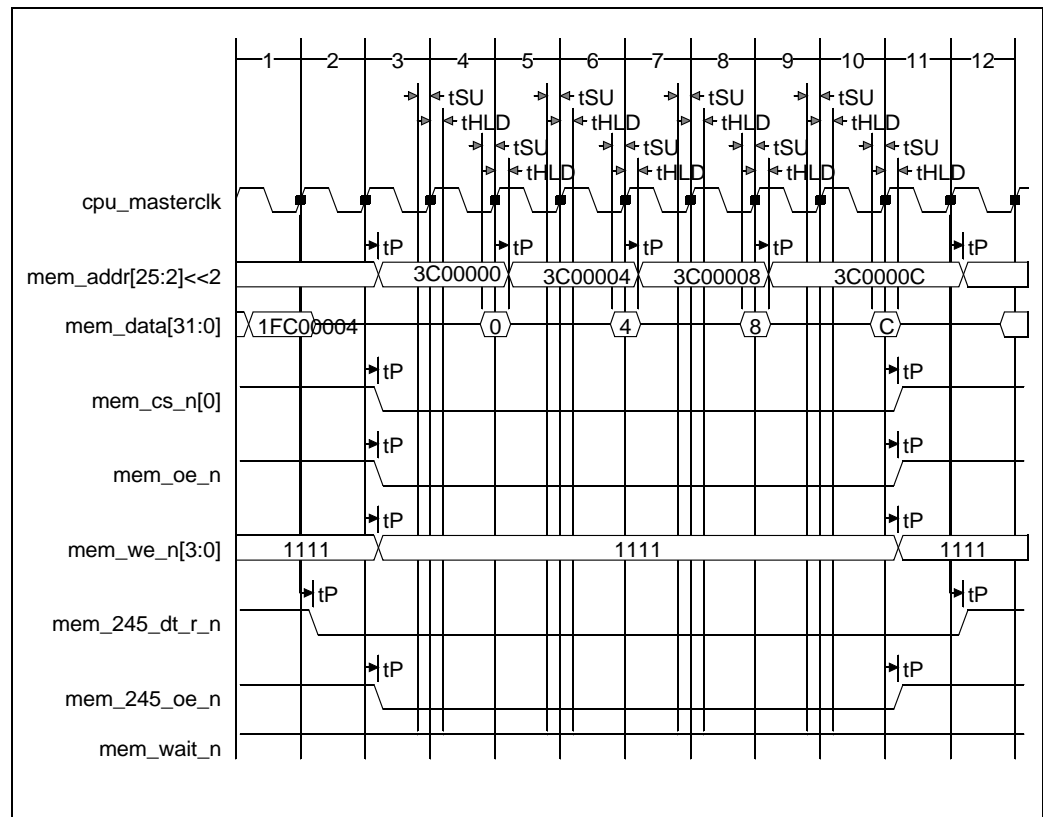 1 2 3 4 5 6 7 8 9 10 11 12
tSU tSU tSU tSU
tHLD tHLD tHLD tHLD
tSU tSU tSU tSU
tHLD tHLD tHLD tHLD
cpu_masterclk
tP tP tP tP tP
mem_addr[25:2]<<2 3C00000 3C00004 3C00008 3C0000C
mem_data[31:0] 1FC00004 0 4 8 C
tP tP
mem_cs_n[0]
tP tP
mem_oe_n
tP tP
mem_we_n[3:0] 1111 1111 1111
tP tP
mem_245_dt_r_n
tP tP
mem_245_oe_n
mem_wait_n